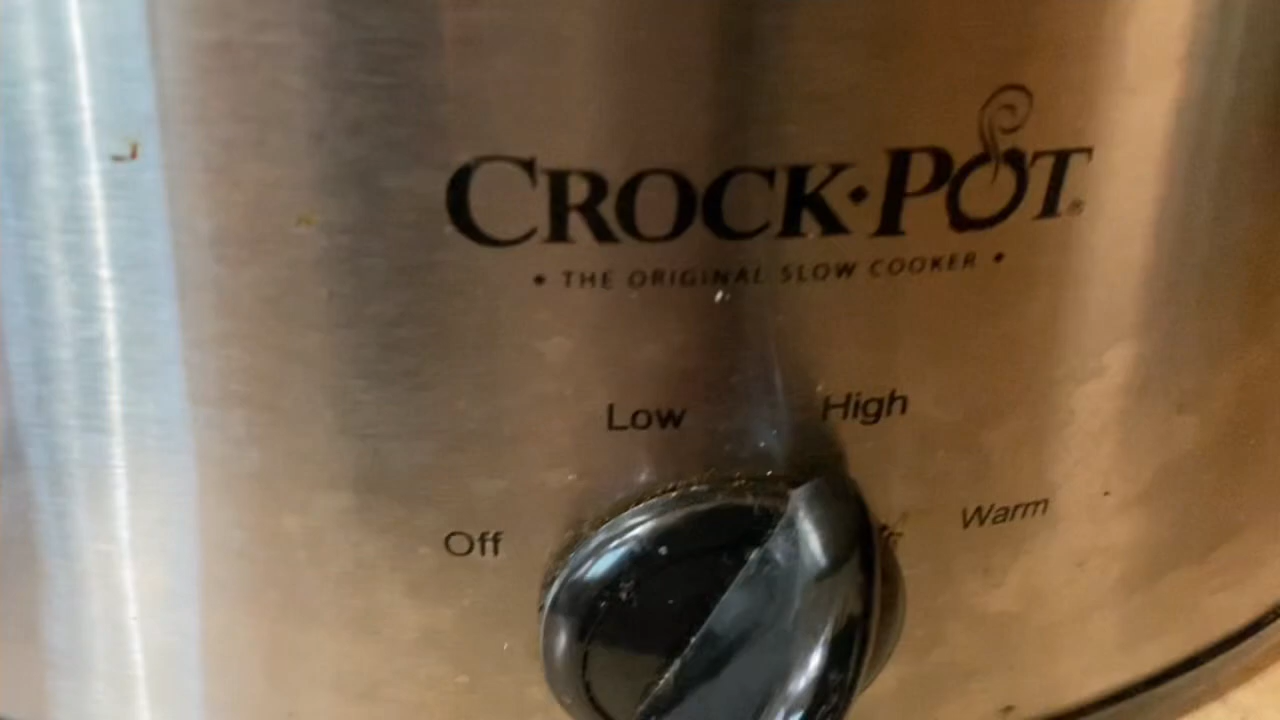 CROCK•POT®
• THE ORIGINAL SLOW COOKER •
Low High
Off Warm